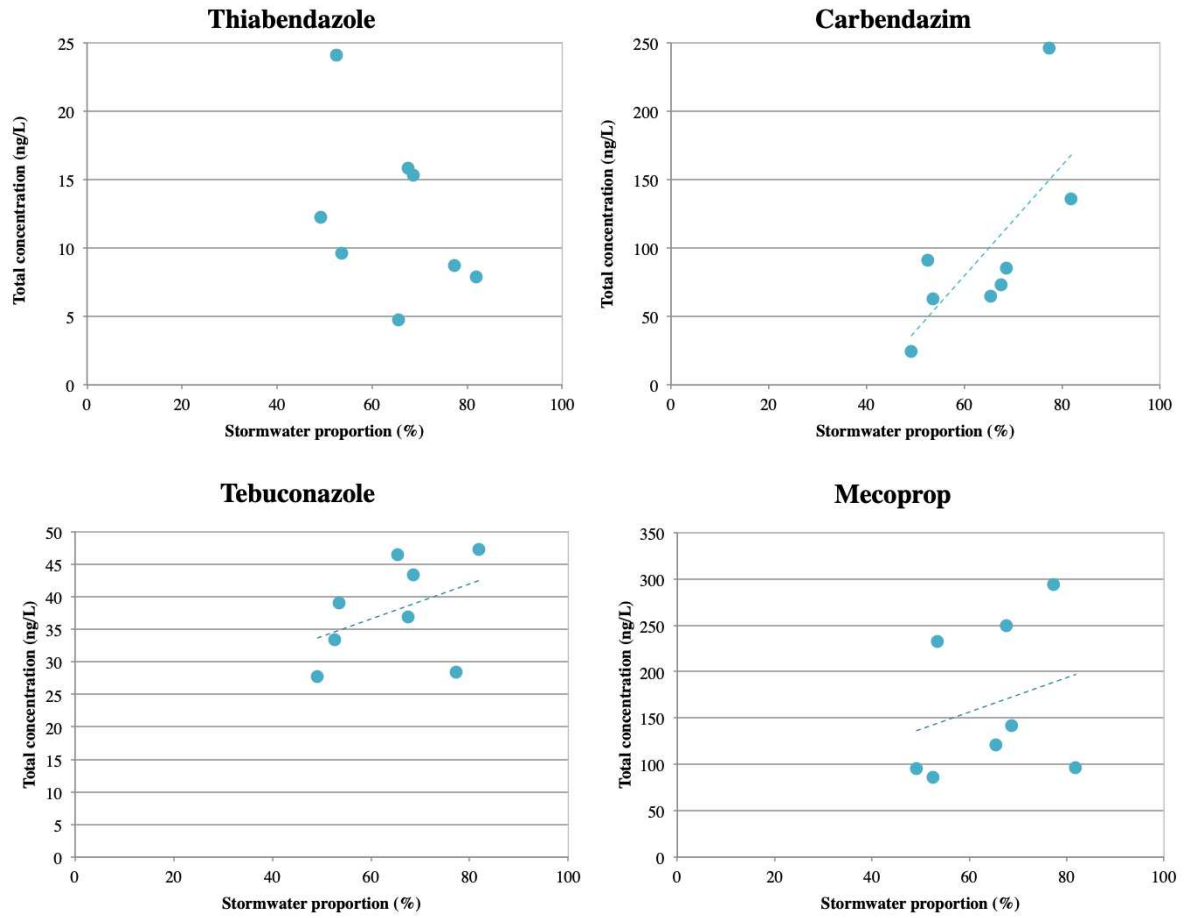 Thiabendazole
25
20
15
10
5
0
0 20 40 60 80 100
Total concentration (ng/L)
Stormwater proportion (%)
Carbendazim
250
200
150
100
50
0
0 20 40 60 80 100
Total concentration (ng/L)
Stormwater proportion (%)
Tebuconazole
50
45
40
35
30
25
20
15
10
5
0
0 20 40 60 80 100
Total concentration (ng/L)
Stormwater proportion (%)
Mecoprop
350
300
250
200
150
100
50
0
0 20 40 60 80 100
Total concentration (ng/L)
Stormwater proportion (%)